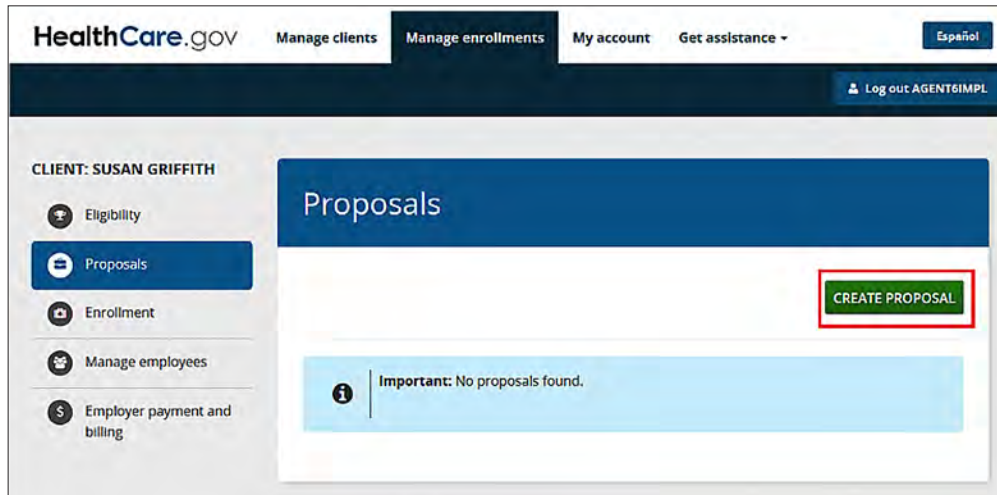 HealthCare.gov
Manage clients
Manage enrollments
My account
Get assistance
Español
Log out AGENT6IMPL
CLIENT: SUSAN GRIFFITH
Eligibility
Proposals
Enrollment
Manage employees
Employer payment and
billing
Proposals
CREATE PROPOSAL
Important: No proposals found.